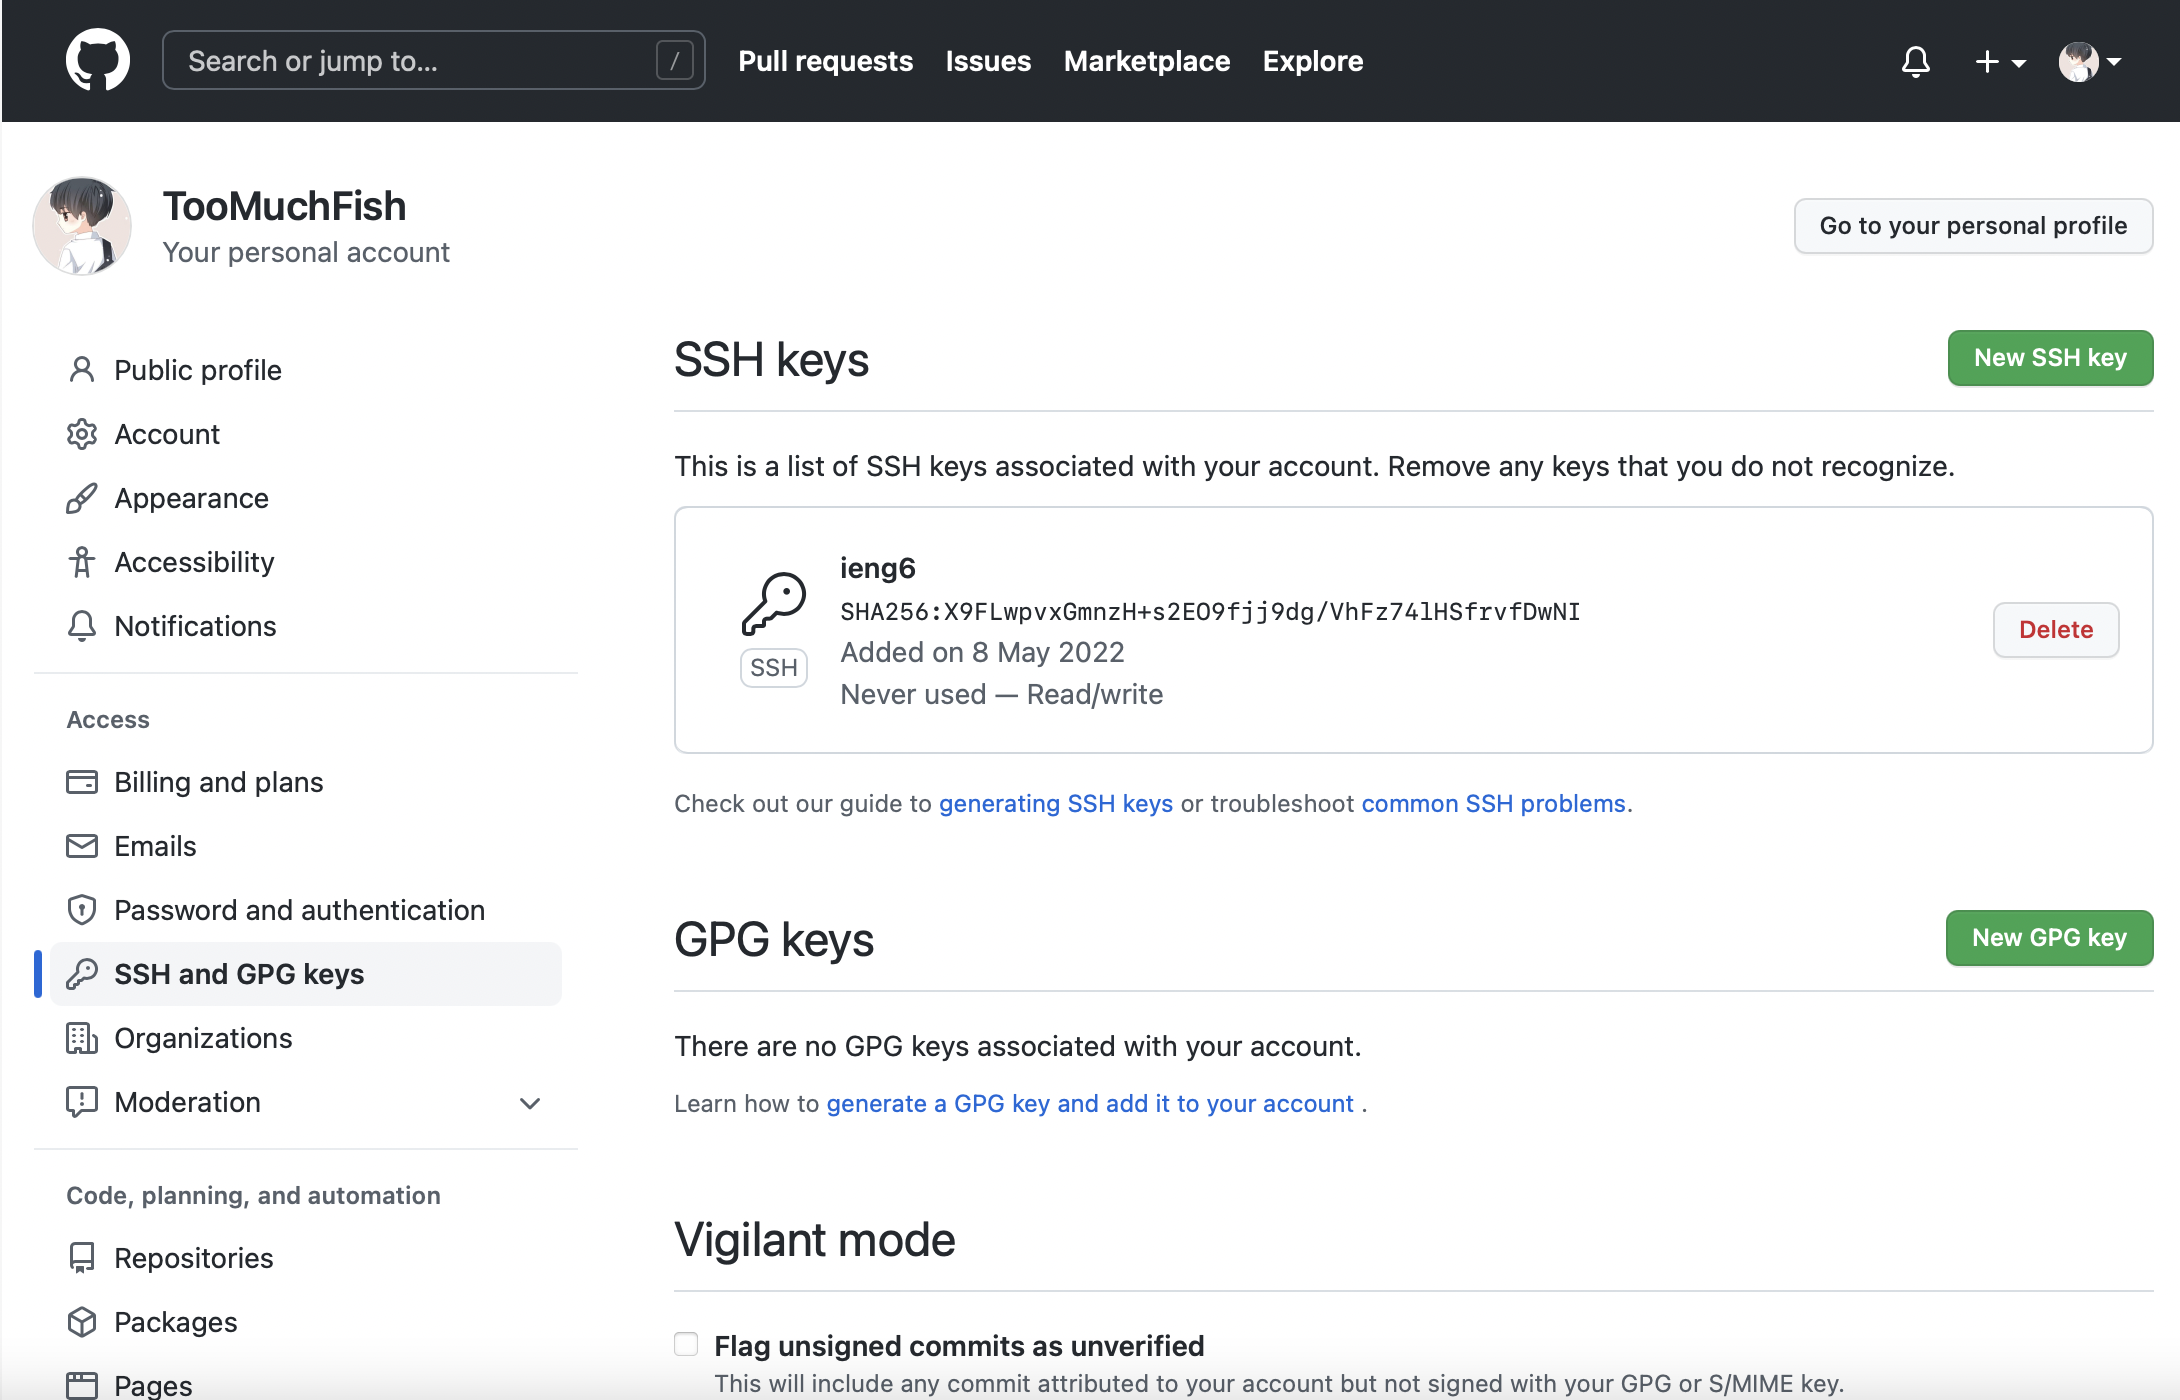 Search or jump to... /
Pull requests Issues Marketplace Explore
TooMuchFish
Your personal account
Go to your personal profile
Public profile
Account
Appearance
Accessibility
Notifications
Access
Billing and plans
Emails
Password and authentication
SSH and GPG keys
Organizations
Moderation
Code, planning, and automation
Repositories
Packages
Pages
SSH keys
New SSH key
This is a list of SSH keys associated with your account. Remove any keys that you do not recognize.
SSH
ieng6
SHA256:X9FLwpvxGmnzH+s2EO9fjj9dg/VhFz74lHSfrvfDwNI
Added on 8 May 2022
Never used — Read/write
Delete
Check out our guide to generating SSH keys or troubleshoot common SSH problems.
GPG keys
New GPG key
There are no GPG keys associated with your account.
Learn how to generate a GPG key and add it to your account .
Vigilant mode
Flag unsigned commits as unverified
This will include any commit attributed to your account but not signed with your GPG or S/MIME key.